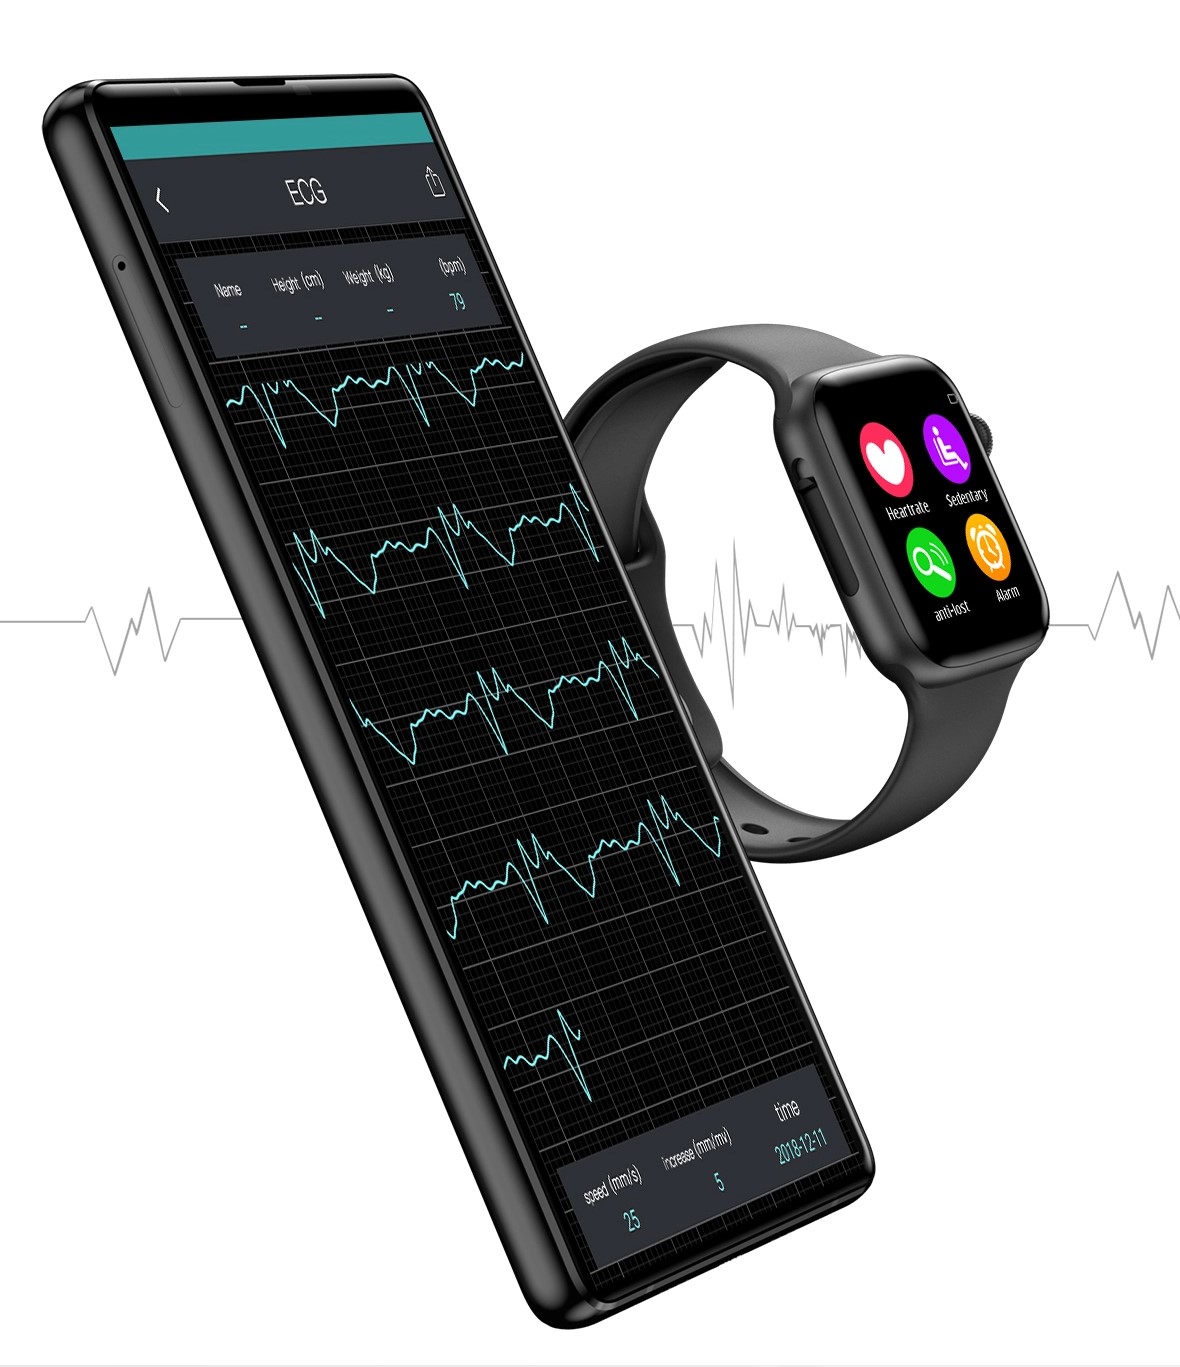 ECG
Name Height (cm) Weight (kg) (bpm)
-- -- -- 79
Heartrate Sedentary
anti-lost Alarm
speed (mm/s) increase (mm/mv) time
25 5 2018-12-11